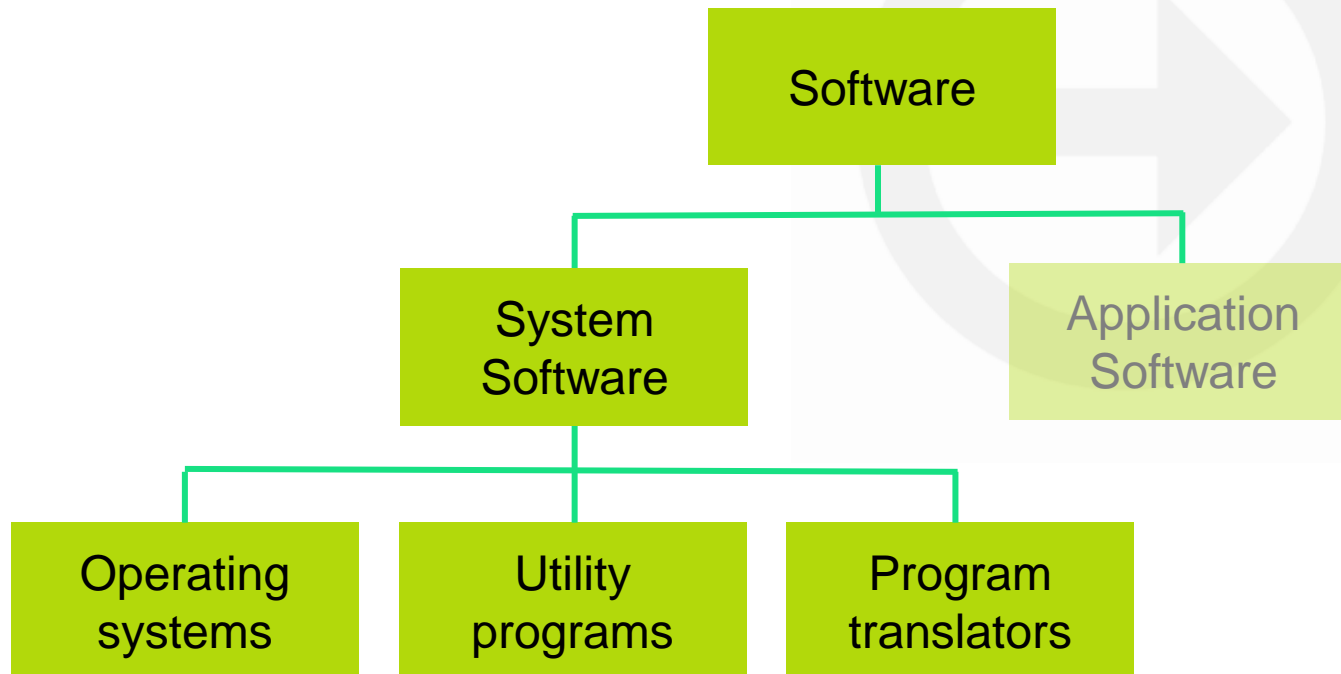 Software
System
Software
Application
Software
Operating
systems
Utility
programs
Program
translators